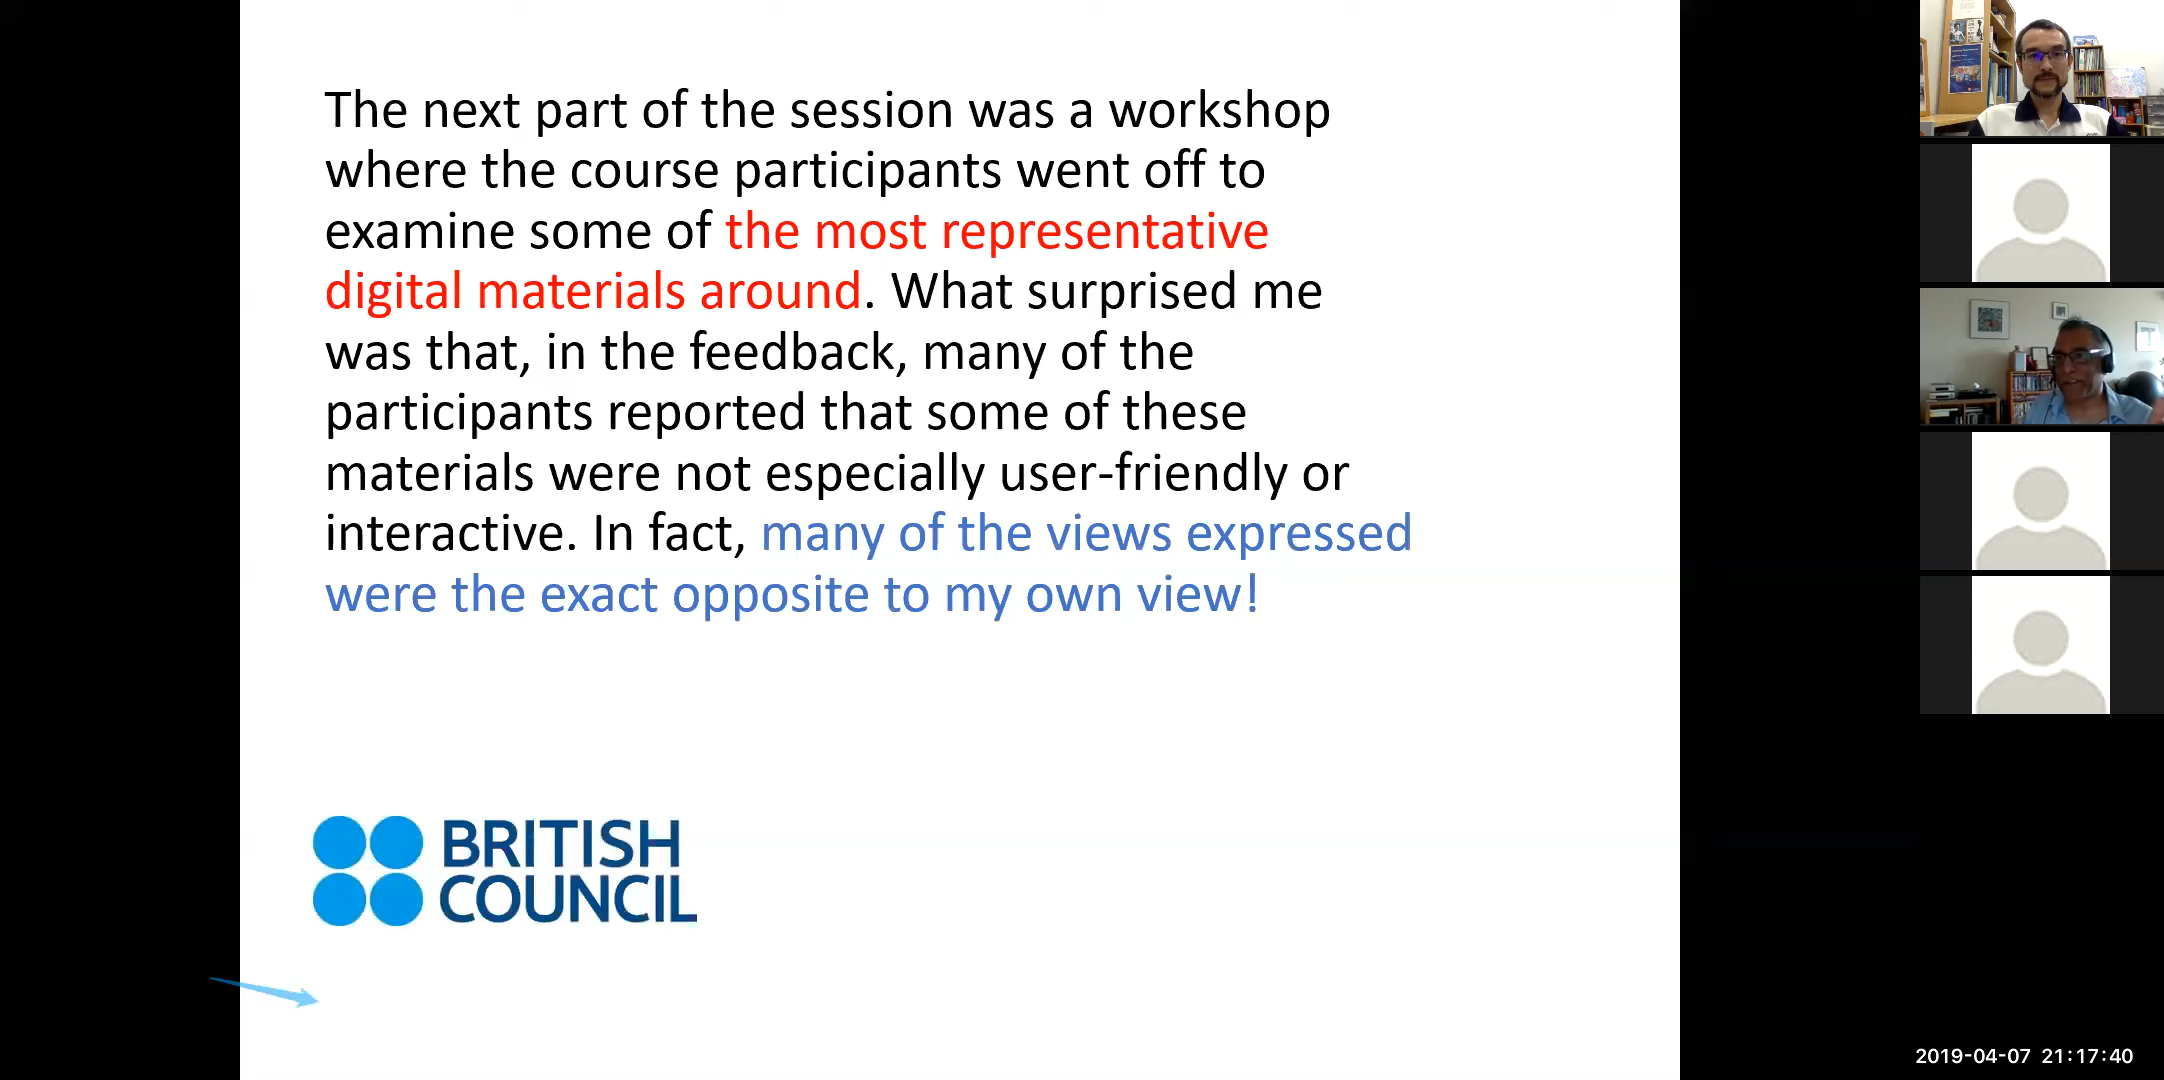 The next part of the session was a workshop
where the course participants went off to
examine some of the most representative
digital materials around. What surprised me
was that, in the feedback, many of the
participants reported that some of these
materials were not especially user-friendly or
interactive. In fact, many of the views expressed
were the exact opposite to my own view!
BRITISH
COUNCIL
2019-04-07 21:17:40